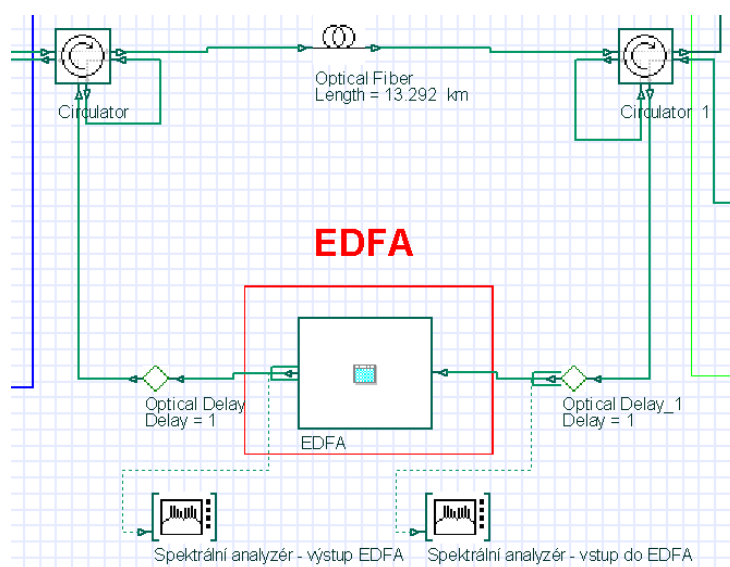 Optical Fiber
Length = 13.292 km
Circulator
Circulator_1
EDFA
Optical Delay
Delay = 1
Optical Delay_1
Delay = 1
EDFA
Spektrální analyzér - výstup EDFA
Spektrální analyzér - vstup do EDFA